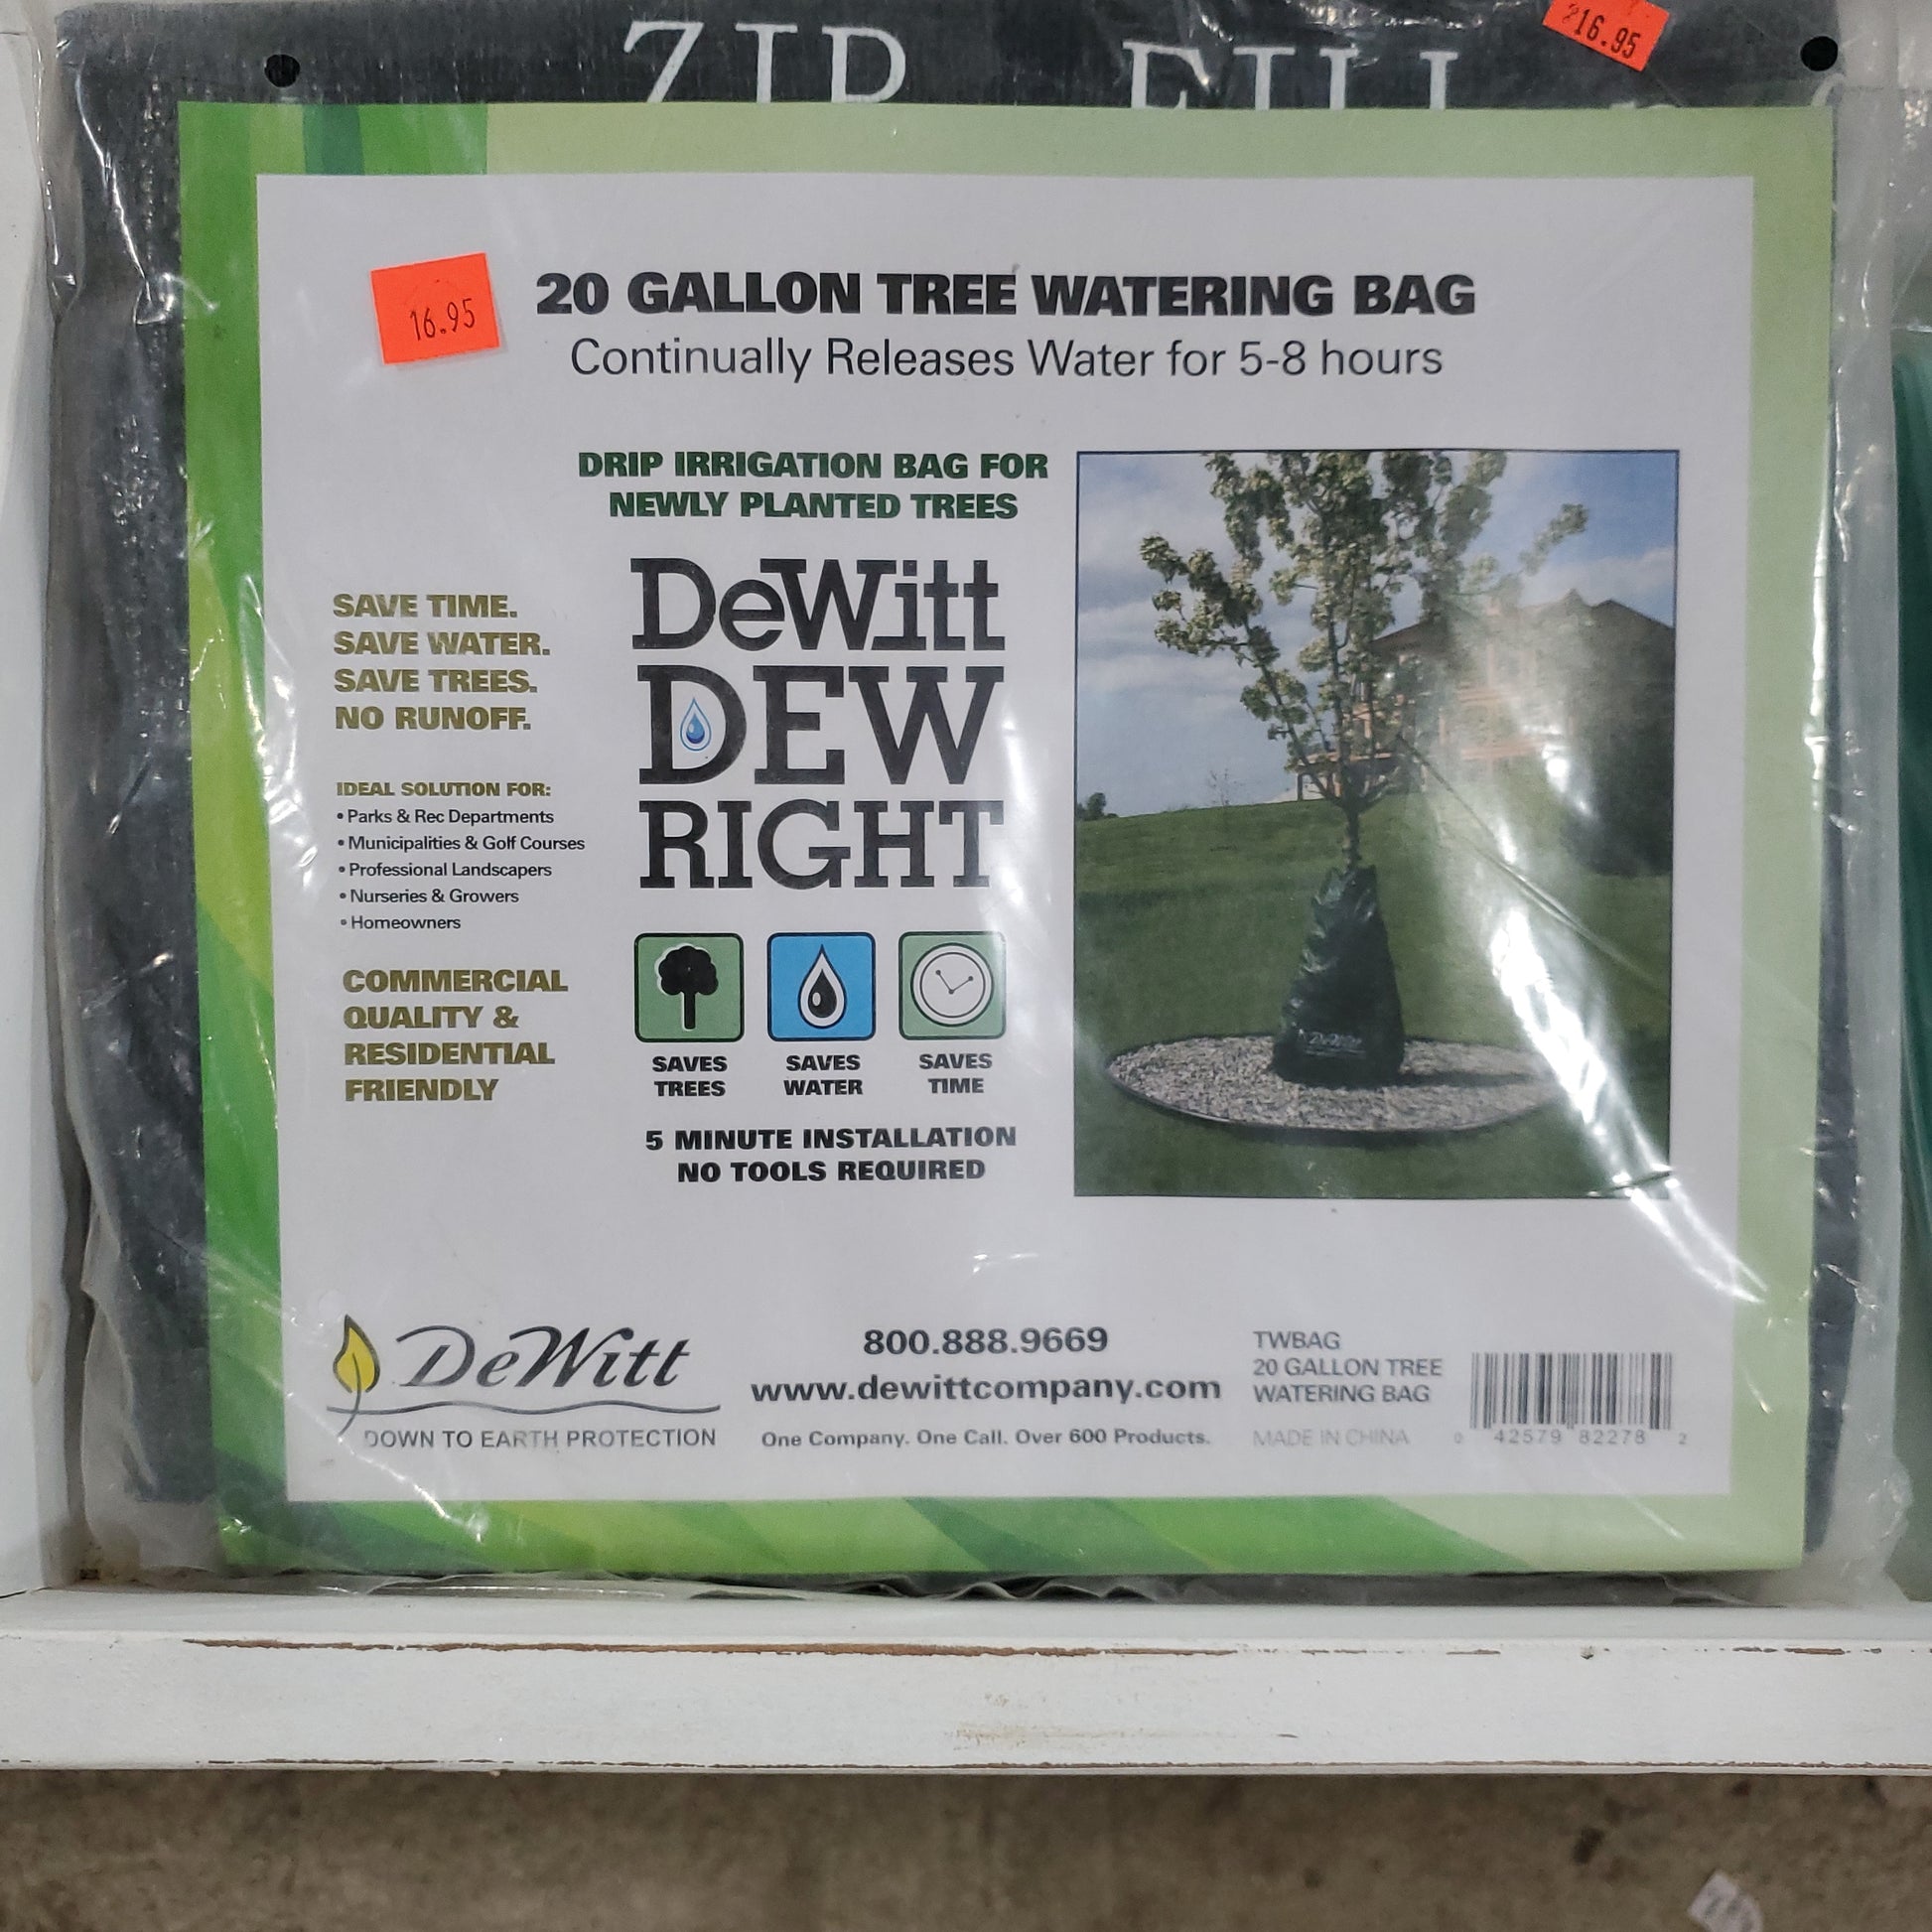 16.95
16.95
20 GALLON TREE WATERING BAG
Continually Releases Water for 5-8 hours
DRIP IRRIGATION BAG FOR
NEWLY PLANTED TREES
SAVE TIME.
SAVE WATER.
SAVE TREES.
NO RUNOFF.
IDEAL SOLUTION FOR:
• Parks & Rec Departments
• Municipalities & Golf Courses
• Professional Landscapers
• Nurseries & Growers
• Homeowners
COMMERCIAL
QUALITY &
RESIDENTIAL
FRIENDLY
DeWitt
DEW
RIGHT
SAVES
TREES
SAVES
WATER
SAVES
TIME
5 MINUTE INSTALLATION
NO TOOLS REQUIRED
DeWitt
DeWitt
DOWN TO EARTH PROTECTION
800.888.9669
www.dewittcompany.com
One Company. One Call. Over 600 Products.
TWBAG
20 GALLON TREE
WATERING BAG
MADE IN CHINA
0 42579 82278 2